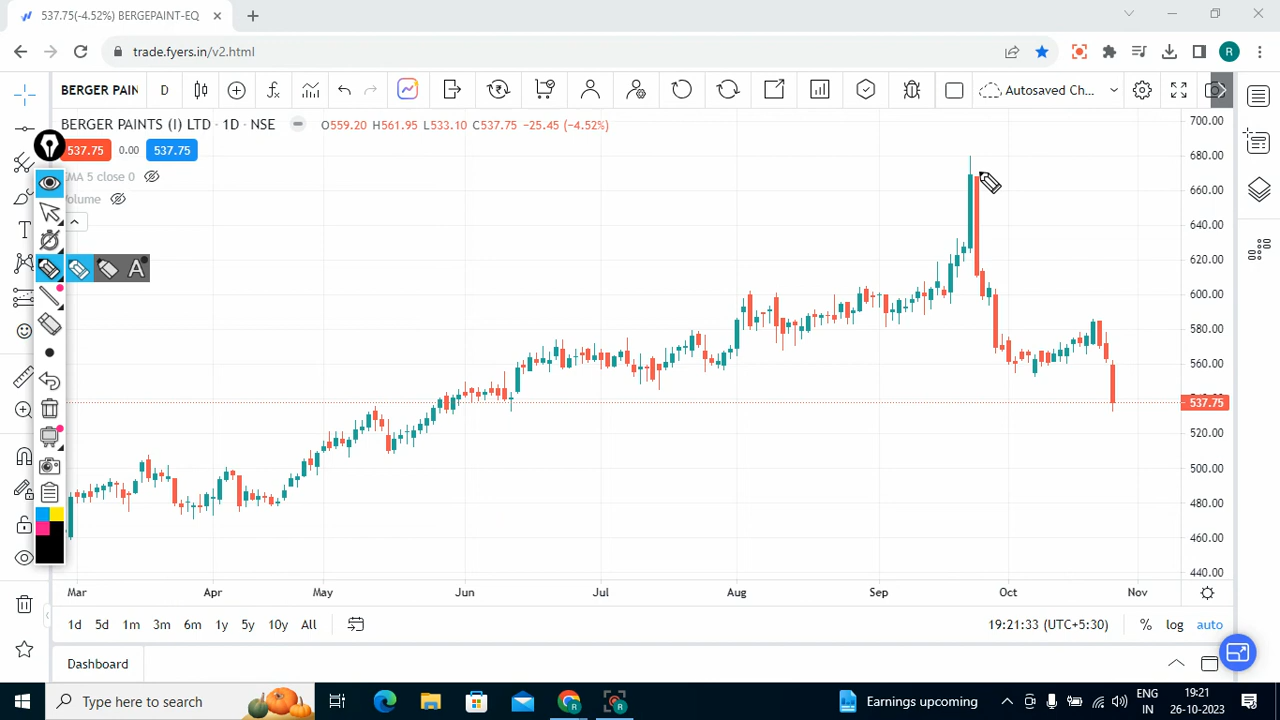 537.75(-4.52%) BERGEPAINT-EQ
trade.fyers.in/v2.html
R
BERGER PAIN
D
Autosaved Ch...
BERGER PAINTS (I) LTD · 1D · NSE
O559.20 H561.95 L533.10 C537.75 −25.45 (−4.52%)
537.75
0.00
537.75
MA 5 close 0
olume
700.00
680.00
660.00
640.00
620.00
600.00
580.00
560.00
537.75
520.00
500.00
480.00
460.00
440.00
Mar
Apr
May
Jun
Jul
Aug
Sep
Oct
Nov
1d 5d 1m 3m 6m 1y 5y 10y All
19:21:33 (UTC+5:30)
% log auto
Dashboard
Type here to search
Earnings upcoming
ENG
IN
19:21
26-10-2023